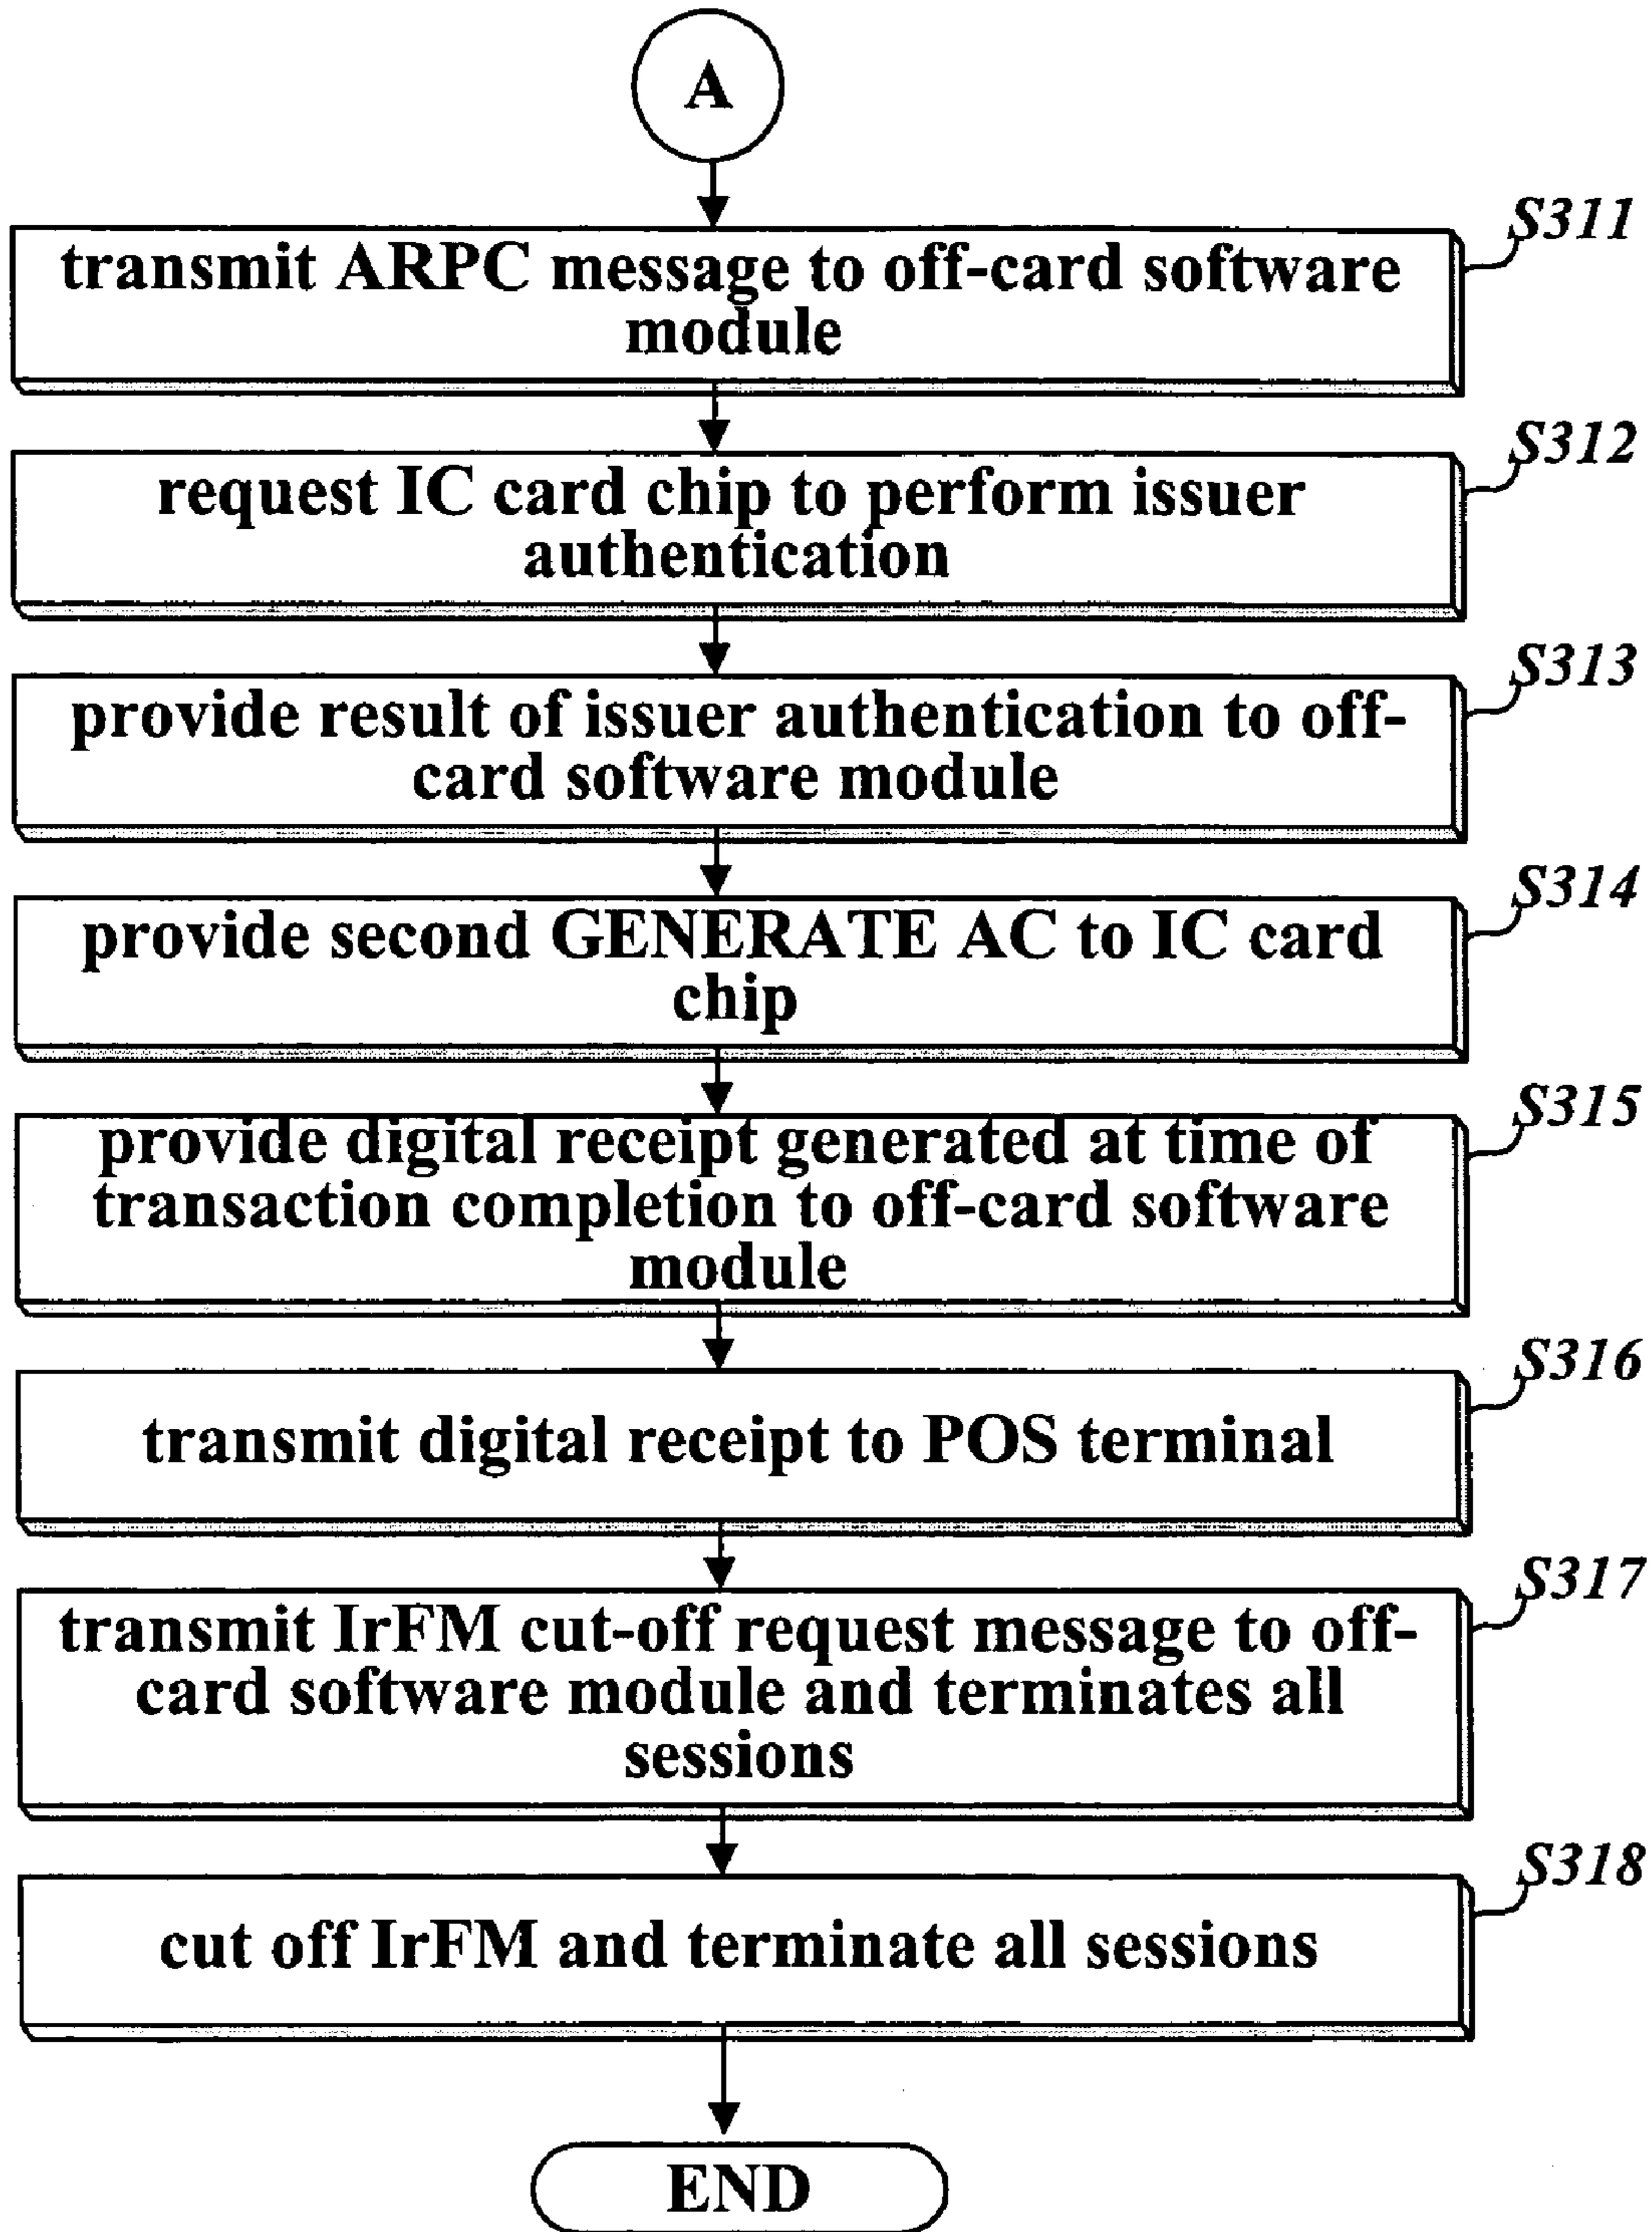 A
S311
transmit ARPC message to off-card software
module
S312
request IC card chip to perform issuer
authentication
S313
provide result of issuer authentication to off-
card software module
S314
provide second GENERATE AC to IC card
chip
S315
provide digital receipt generated at time of
transaction completion to off-card software
module
S316
transmit digital receipt to POS terminal
S317
transmit IrFM cut-off request message to off-
card software module and terminates all
sessions
S318
cut off IrFM and terminate all sessions
END